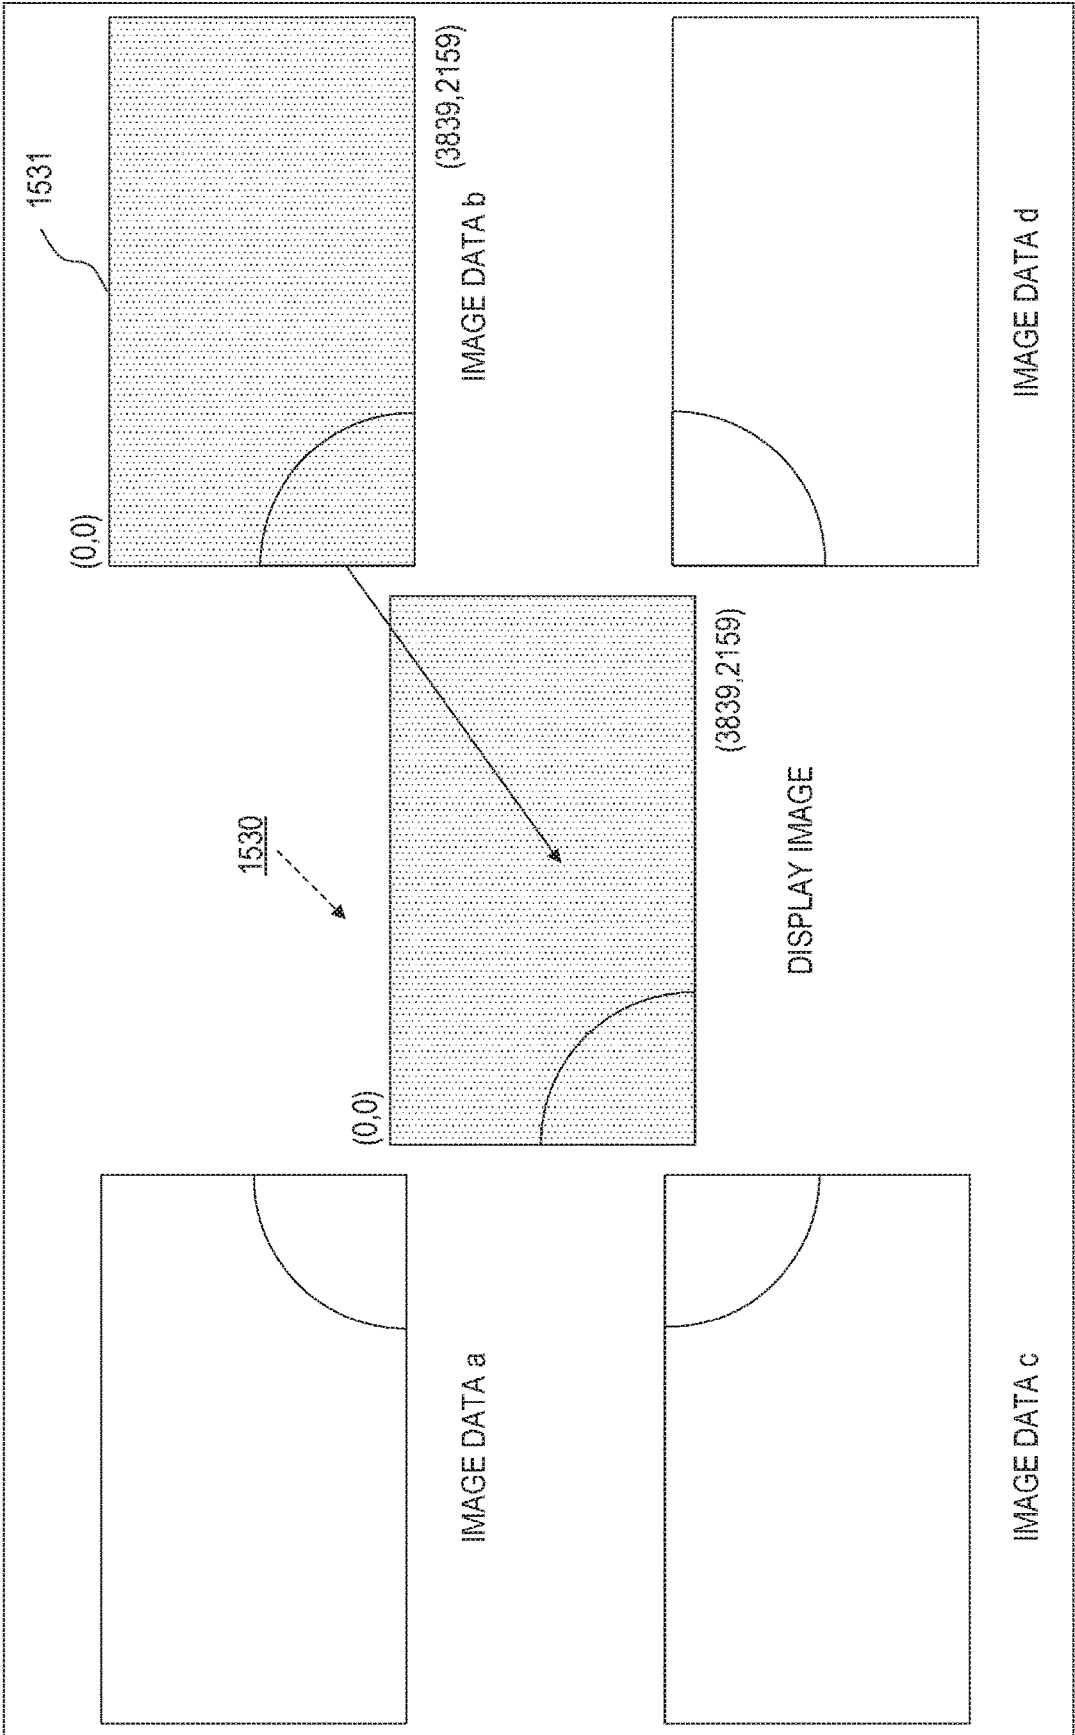 1531
(0,0)
1530
(0,0)
(3839,2159)
IMAGE DATA a
IMAGE DATA b
(3839,2159)
DISPLAY IMAGE
IMAGE DATA c
IMAGE DATA d